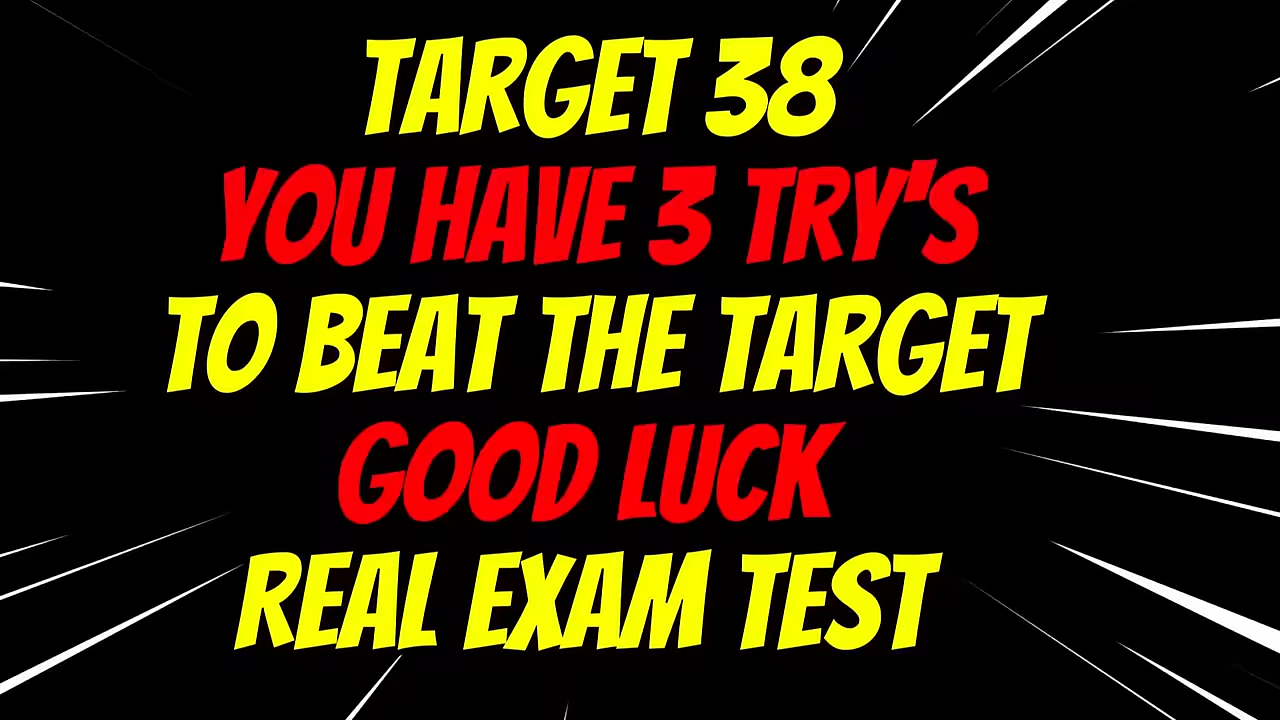 TARGET 38
YOU HAVE 3 TRY'S
TO BEAT THE TARGET
GOOD LUCK
REAL EXAM TEST